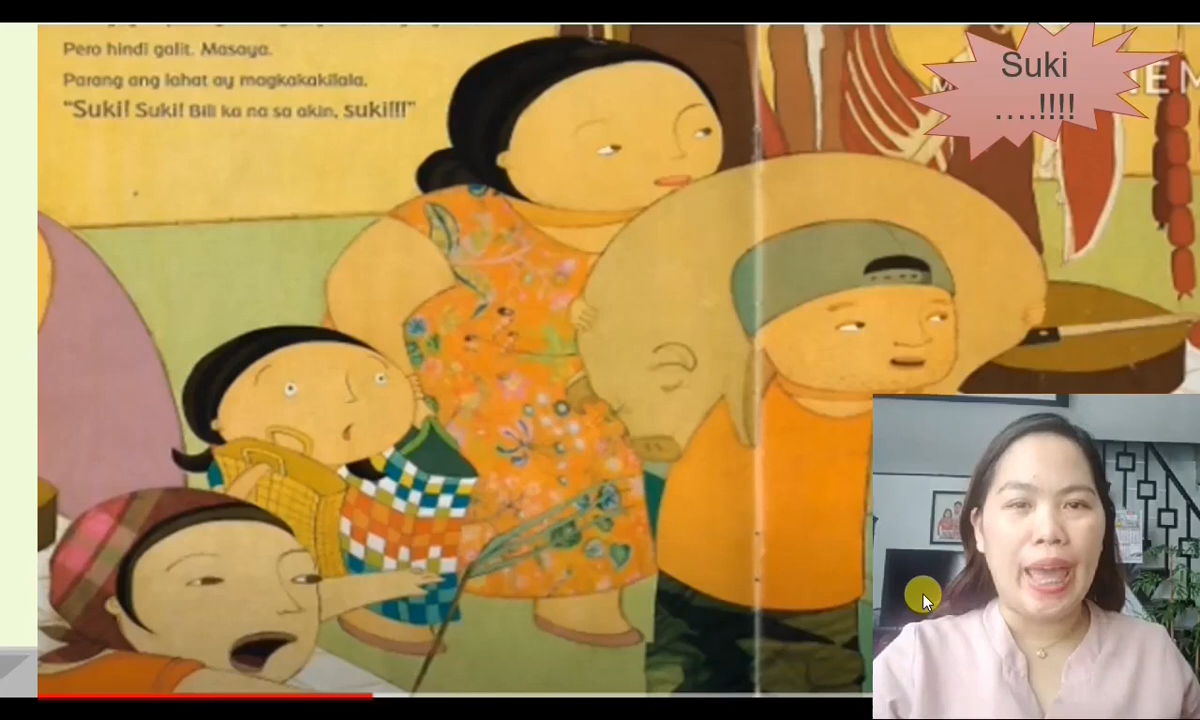 Pero hindi galit. Masaya.
Parang ang lahat ay magkakakilala.
"Suki! Suki! Bili ka na sa akin, suki!!!"
Suki
....!!!!